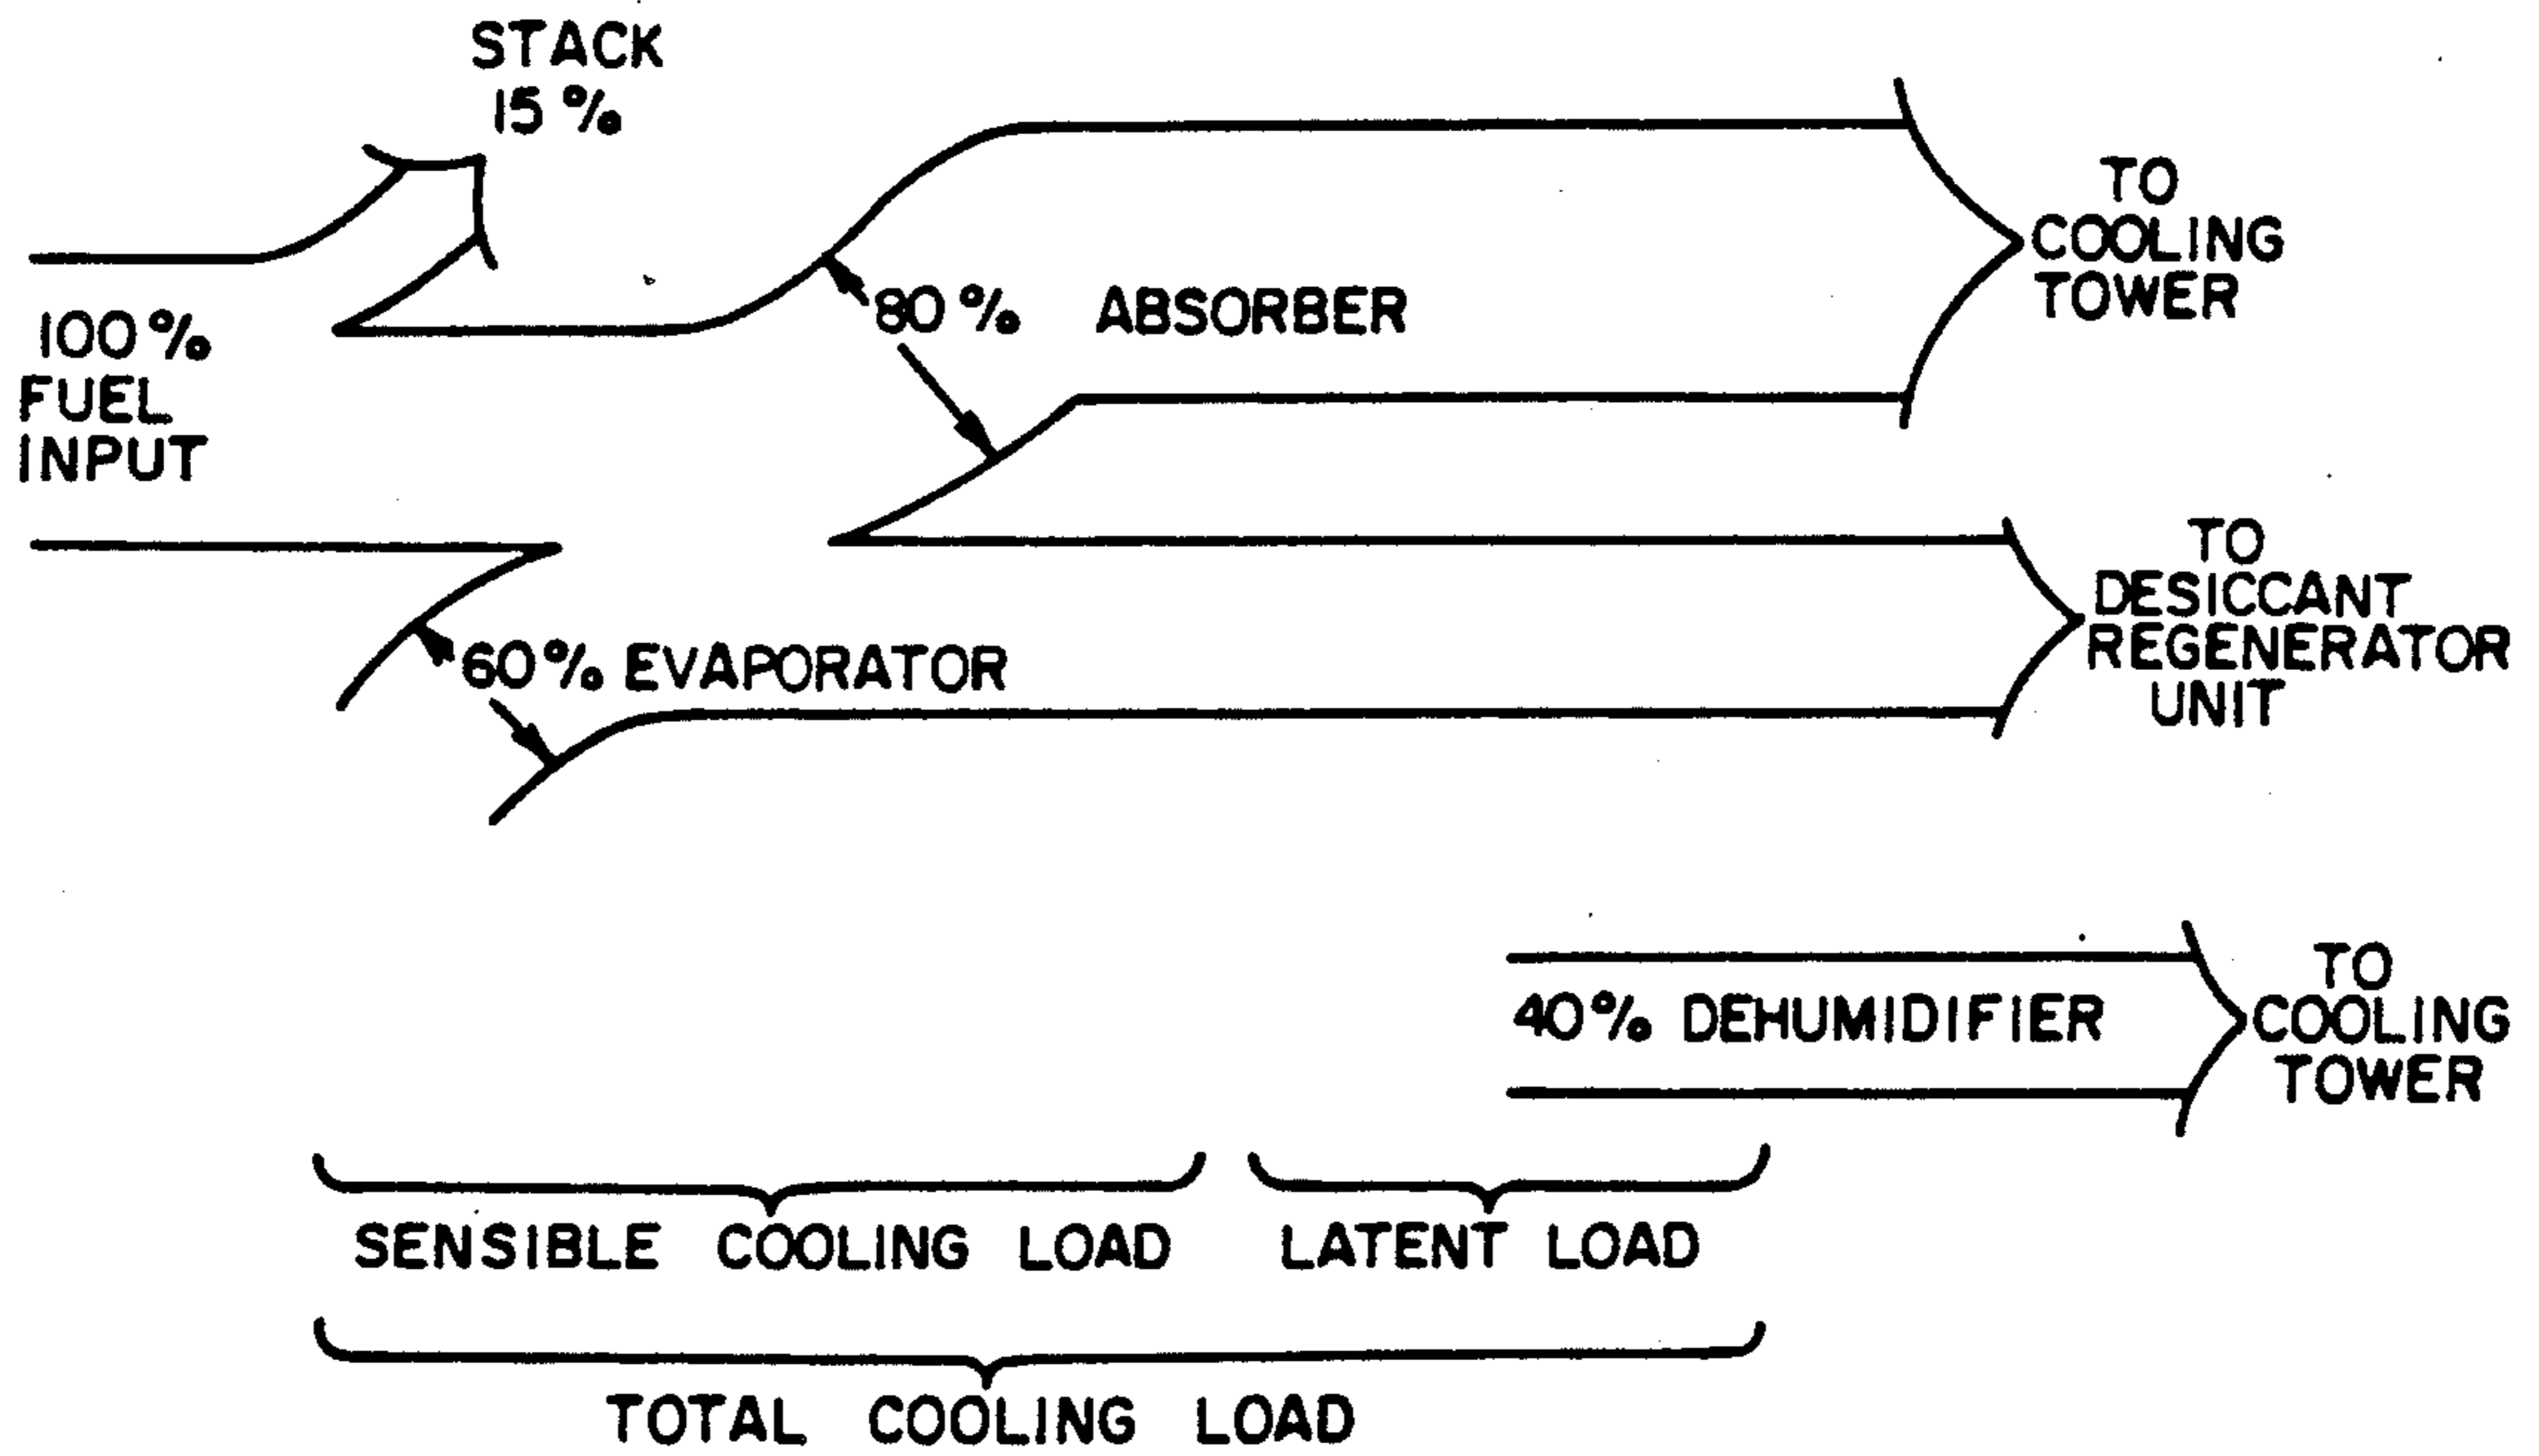 STACK
15 %
100 %
FUEL
INPUT
80 % ABSORBER
TO
COOLING
TOWER
60% EVAPORATOR
TO
DESICCANT
REGENERATOR
UNIT
40% DEHUMIDIFIER
TO
COOLING
TOWER
SENSIBLE COOLING LOAD
LATENT LOAD
TOTAL COOLING LOAD